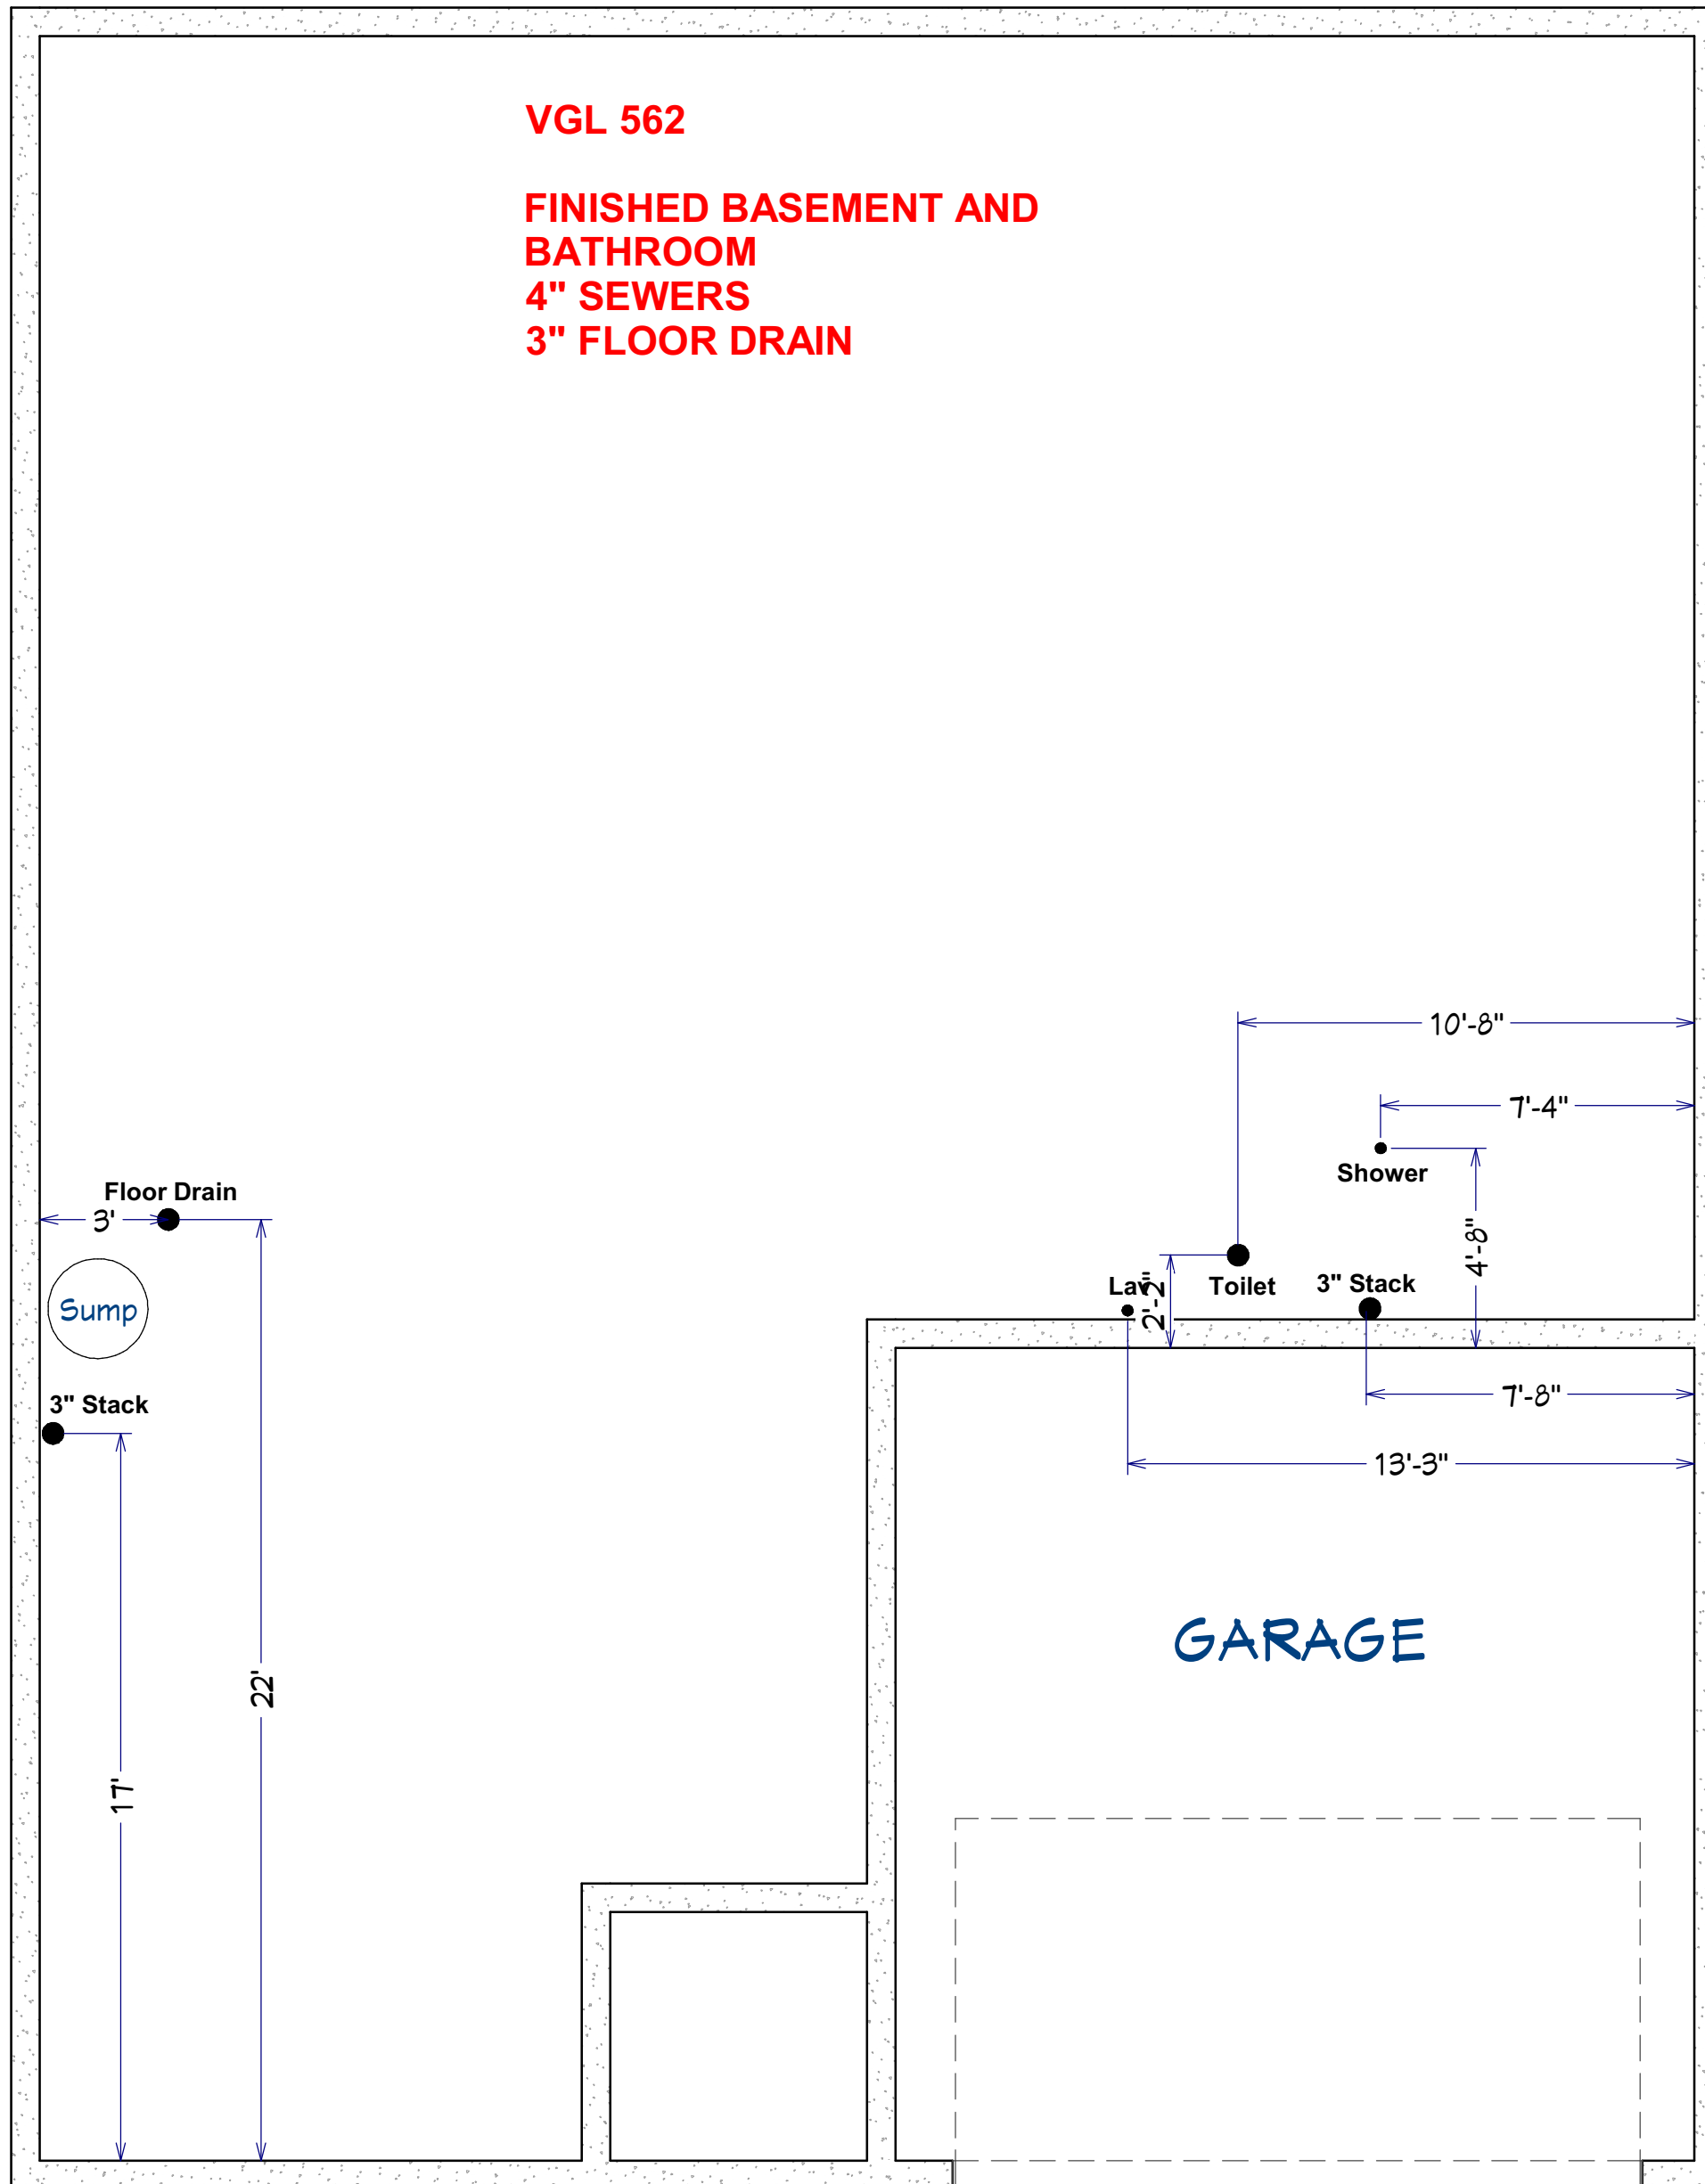 VGL 562
FINISHED BASEMENT AND
BATHROOM
4" SEWERS
3" FLOOR DRAIN
10'-8"
7'-4"
Shower
Floor Drain
3'
4'-8"
Lav
2'-2"
Toilet
3" Stack
Sump
7'-8"
3" Stack
13'-3"
GARAGE
22'
17'